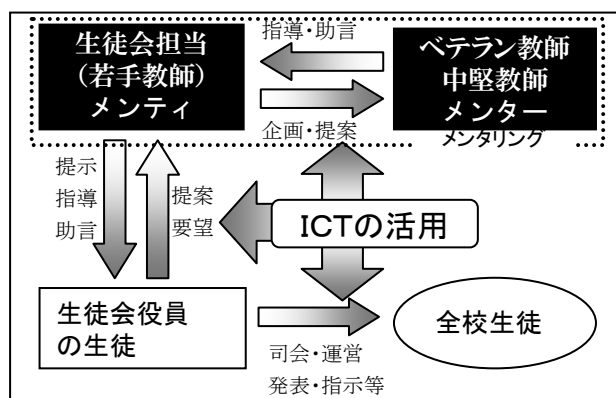 生徒会担当
(若手教師)
メンティ
指導・助言
企画・提案
ベテラン教師
中堅教師
メンター
メンタリング
提示
指導
助言
提案
要望
ICTの活用
生徒会役員
の生徒
司会・運営
発表・指示等
全校生徒